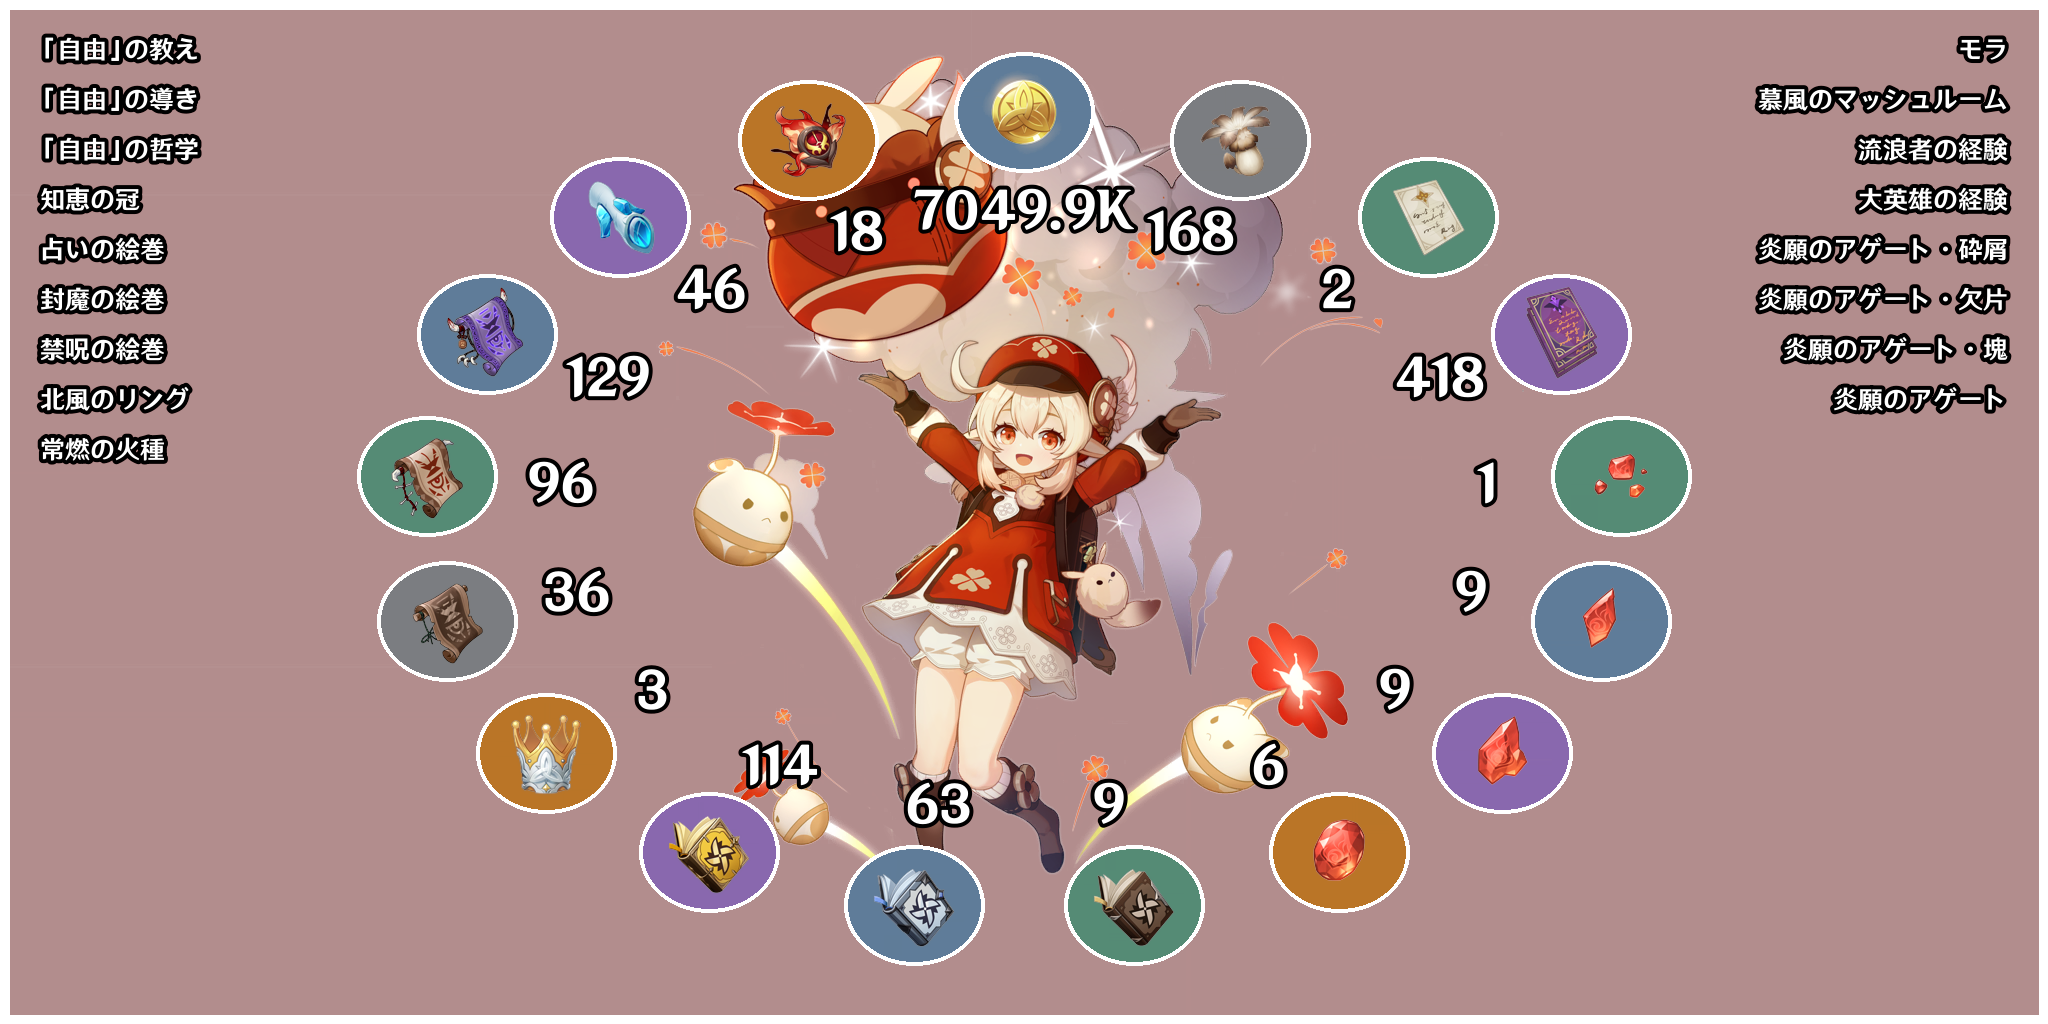 「自由」の教え
「自由」の導き
「自由」の哲学
知恵の冠
占いの絵巻
封魔の絵巻
禁呪の絵巻
北風のリング
常燃の火種
モラ
慕風のマッシュルーム
流浪者の経験
大英雄の経験
炎願のアゲート・砕屑
炎願のアゲート・欠片
炎願のアゲート・塊
炎願のアゲート
7049.9K
168
2
418
1
9
9
6
9
63
114
3
36
96
129
46
18